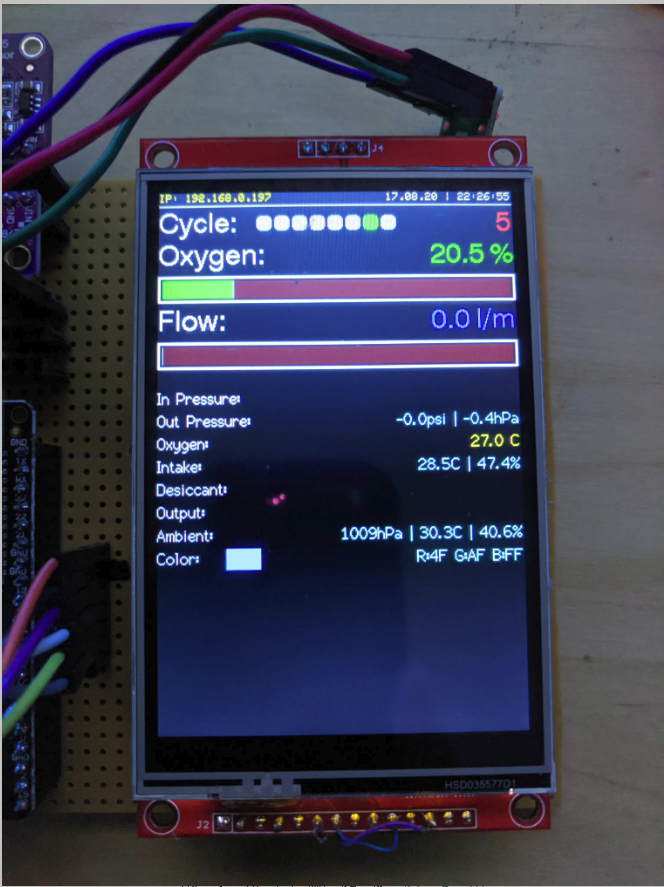 J4
IP: 192.168.0.197 17.08.20 | 22:26:55
Cycle: 5
Oxygen: 20.5 %
Flow: 0.0 l/m
In Pressure:
Out Pressure: -0.0psi | -0.4hPa
Oxygen: 27.0 C
Intake: 28.5C | 47.4%
Desiccant:
Output:
Ambient: 1009hPa | 30.3C | 40.6%
Color: R:4F G:AF B:FF
HSD035577D1
J2